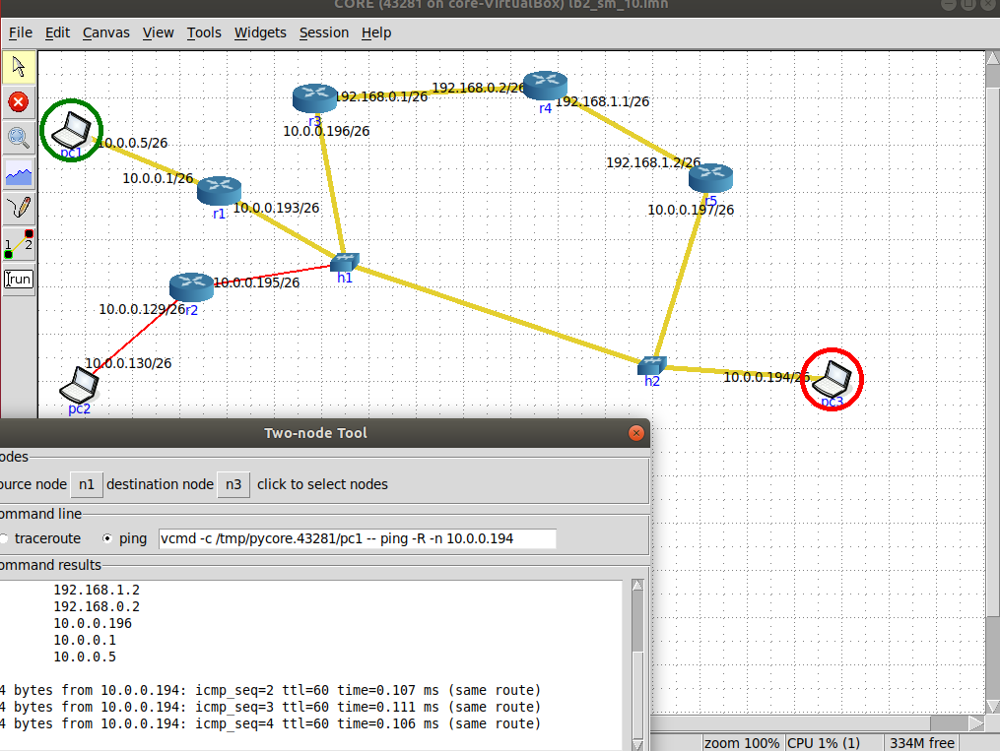 CORE (43281 on core-VirtualBox) lb2_sm_10.imn
File Edit Canvas View Tools Widgets Session Help
192.168.0.1/26
192.168.0.2/26
r4
192.168.1.1/26
r3
10.0.0.196/26
pc1
10.0.0.5/26
10.0.0.1/26
r1
10.0.0.193/26
192.168.1.2/26
r5
10.0.0.197/26
h1
10.0.0.195/26
10.0.0.129/26
r2
10.0.0.130/26
pc2
h2
10.0.0.194/26
pc3
1 2
run
Two-node Tool
odes
ource node n1 destination node n3 click to select nodes
ommand line
traceroute ping vcmd -c /tmp/pycore.43281/pc1 -- ping -R -n 10.0.0.194
ommand results
192.168.1.2
192.168.0.2
10.0.0.196
10.0.0.1
10.0.0.5
4 bytes from 10.0.0.194: icmp_seq=2 ttl=60 time=0.107 ms (same route)
4 bytes from 10.0.0.194: icmp_seq=3 ttl=60 time=0.111 ms (same route)
4 bytes from 10.0.0.194: icmp_seq=4 ttl=60 time=0.106 ms (same route)
zoom 100% CPU 1% (1) 334M free